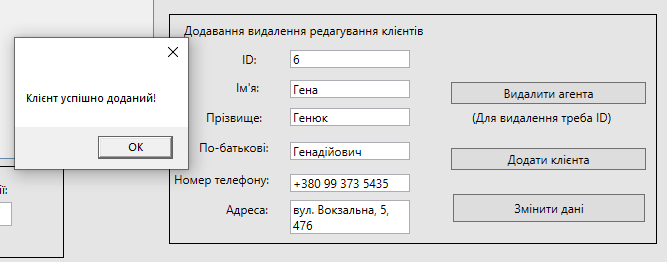 Додавання видалення редагування клієнтів
ID:
6
Ім'я:
Гена
Прізвище:
Генюк
По-батькові:
Генадійович
Номер телефону:
+380 99 373 5435
Адреса:
вул. Вокзальна, 5,
476
Видалити агента
(Для видалення треба ID)
Додати клієнта
Змінити дані
Клієнт успішно доданий!
OK
ії: